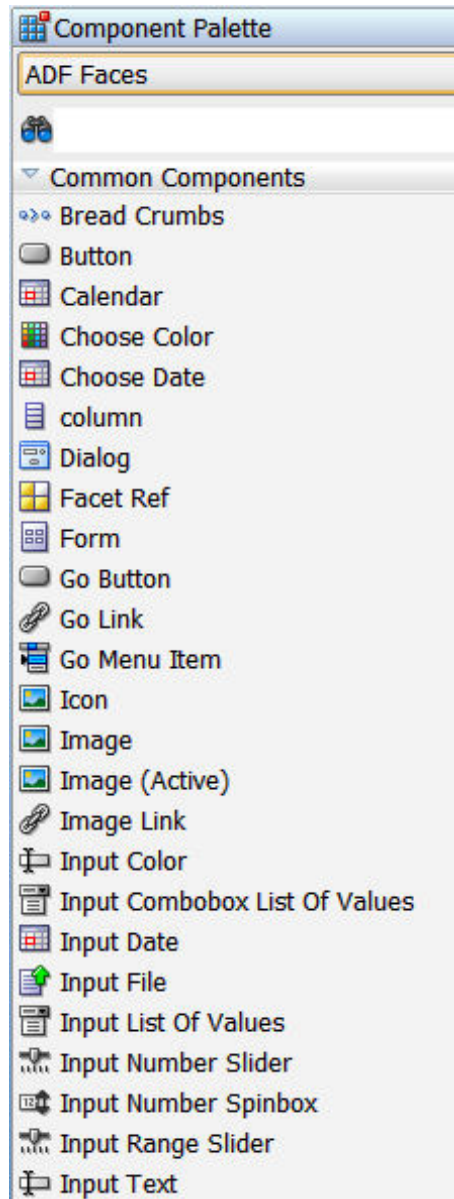 Component Palette
ADF Faces
Common Components
Bread Crumbs
Button
Calendar
Choose Color
Choose Date
column
Dialog
Facet Ref
Form
Go Button
Go Link
Go Menu Item
Icon
Image
Image (Active)
Image Link
Input Color
Input Combobox List Of Values
Input Date
Input File
Input List Of Values
Input Number Slider
Input Number Spinbox
Input Range Slider
Input Text